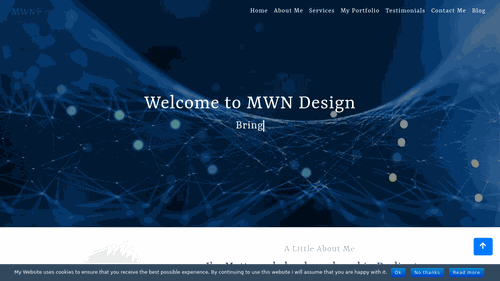 MWN
Home About Me Services My Portfolio Testimonials Contact Me Blog
Welcome to MWN Design
Bring
A Little About Me
My Website uses cookies to ensure that you receive the best possible experience. By continuing to use this website I will assume that you are happy with it. Ok No thanks Read more